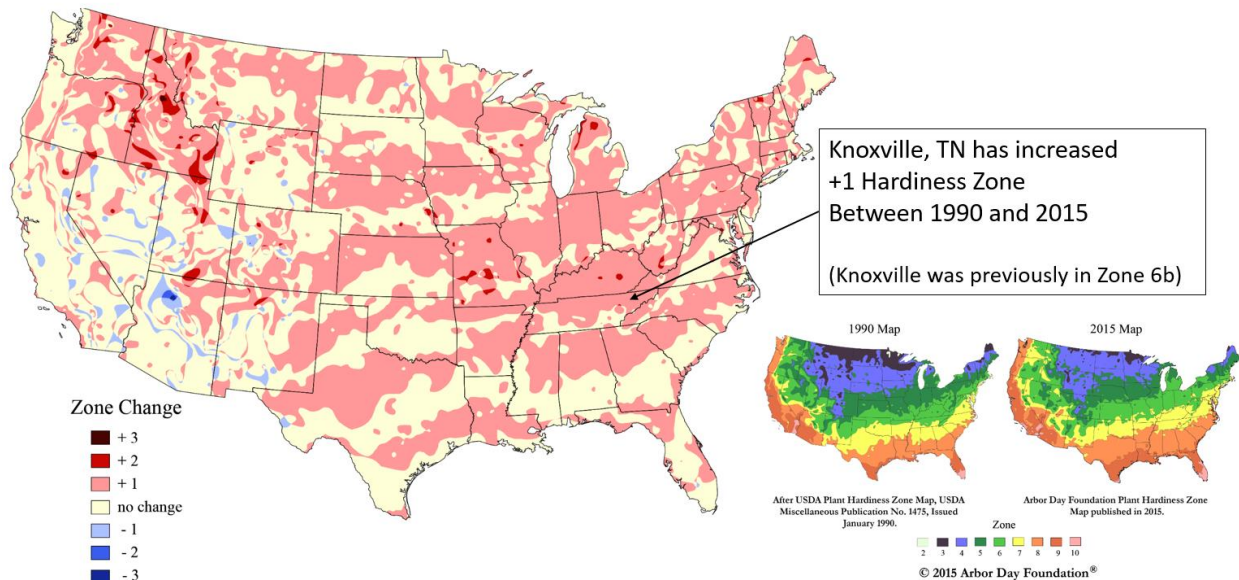 Knoxville, TN has increased
+1 Hardiness Zone
Between 1990 and 2015
(Knoxville was previously in Zone 6b)
Zone Change
+ 3
+ 2
+ 1
no change
- 1
- 2
- 3
1990 Map
2015 Map
After USDA Plant Hardiness Zone Map, USDA
Miscellaneous Publication No. 1475, Issued
January 1990.
Arbor Day Foundation Plant Hardiness Zone
Map published in 2015.
Zone
2 3 4 5 6 7 8 9 10
© 2015 Arbor Day Foundation®